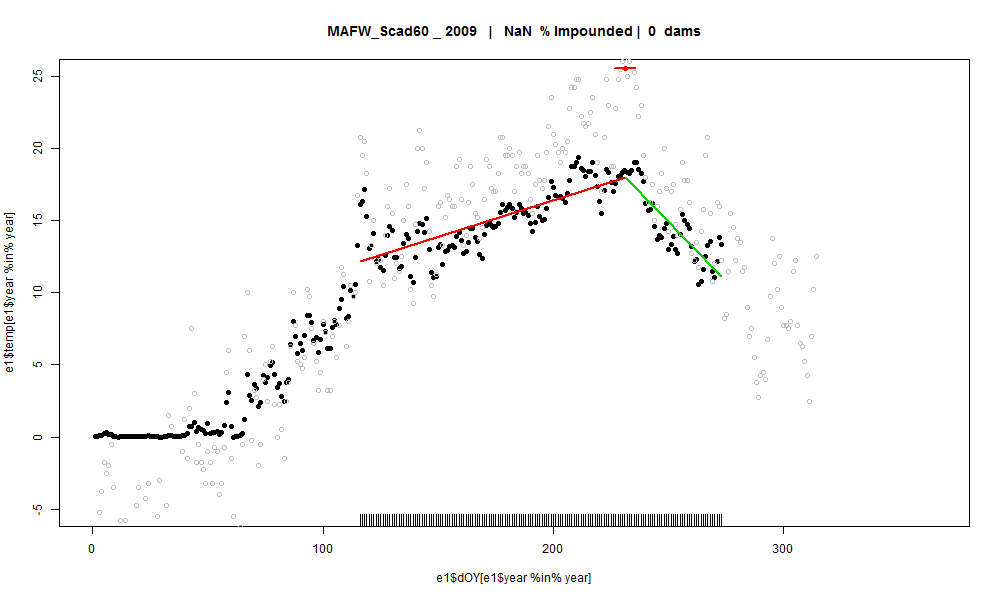 MAFW_Scad60 _ 2009 | NaN % Impounded | 0 dams
25
20
15
10
5
0
-5
e1$temp[e1$year %in% year]
0 100 200 300
e1$dOY[e1$year %in% year]